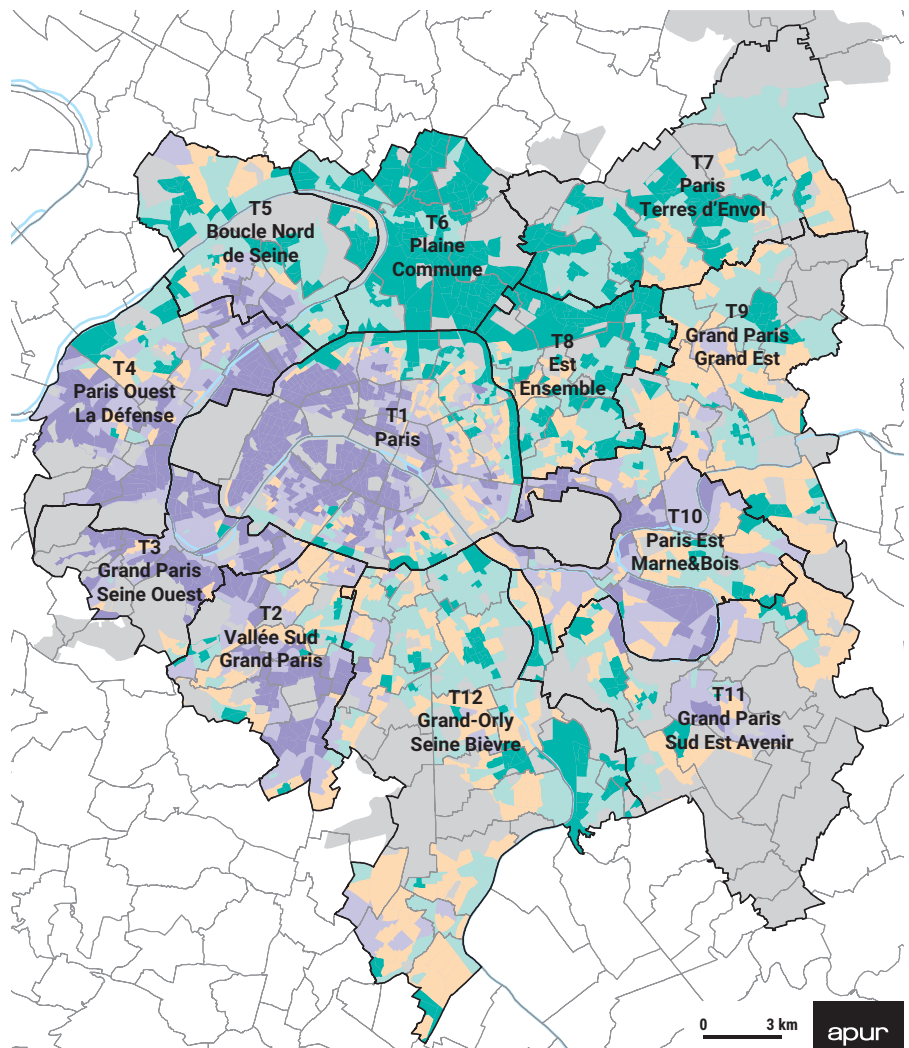 T7
Paris
Terres d’Envol
T5
Boucle Nord
de Seine
T6
Plaine
Commune
T9
Grand Paris
Grand Est
T8
Est
Ensemble
T4
Paris Ouest
La Défense
T1
Paris
T10
Paris Est
Marne&Bois
T3
Grand Paris
Seine Ouest
T2
Vallée Sud
Grand Paris
T11
Grand Paris
Sud Est Avenir
T12
Grand-Orly
Seine Bièvre
0 3 km
apur